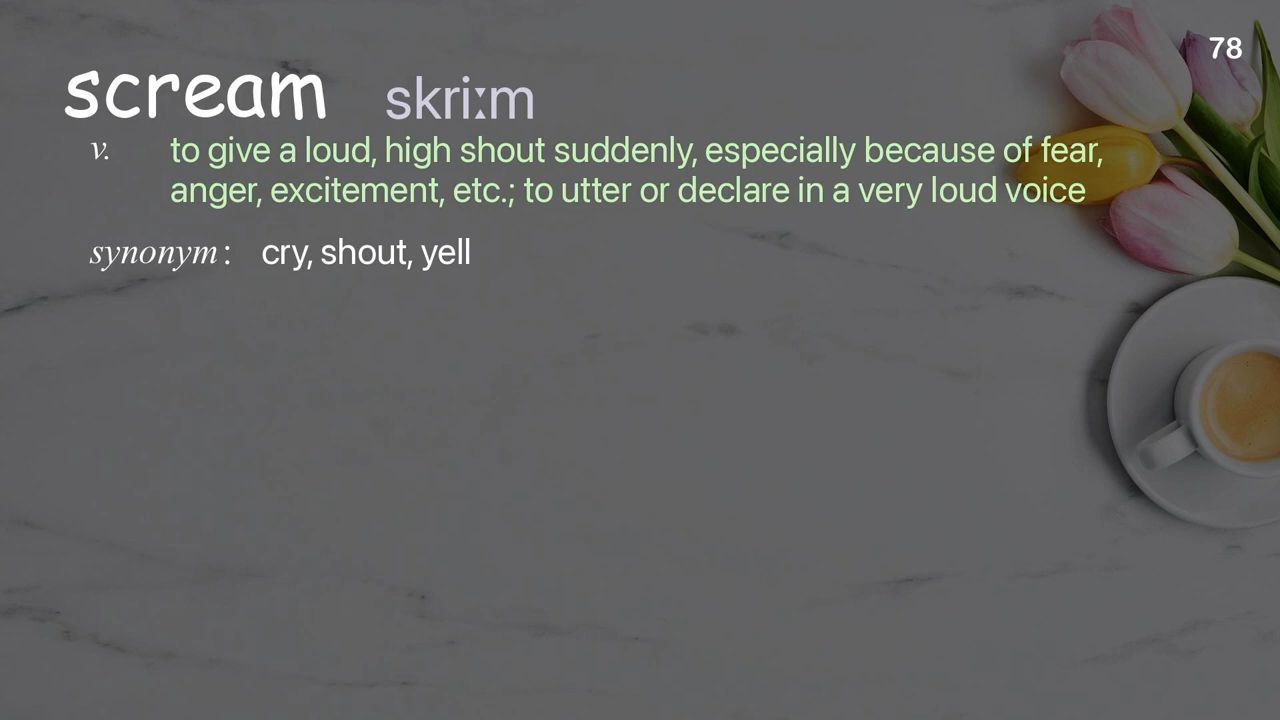 78
scream skriːm
v. to give a loud, high shout suddenly, especially because of fear,
anger, excitement, etc.; to utter or declare in a very loud voice
synonym : cry, shout, yell